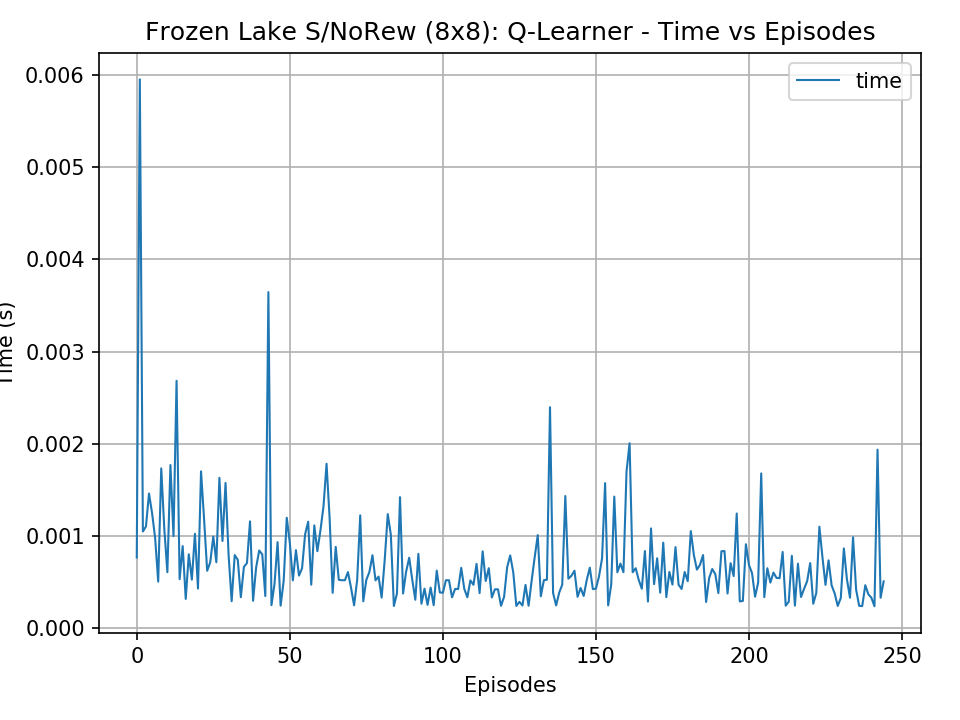 Frozen Lake S/NoRew (8x8): Q-Learner - Time vs Episodes
time
0.006
0.005
0.004
0.003
0.002
0.001
0.000
Time (s)
0 50 100 150 200 250
Episodes